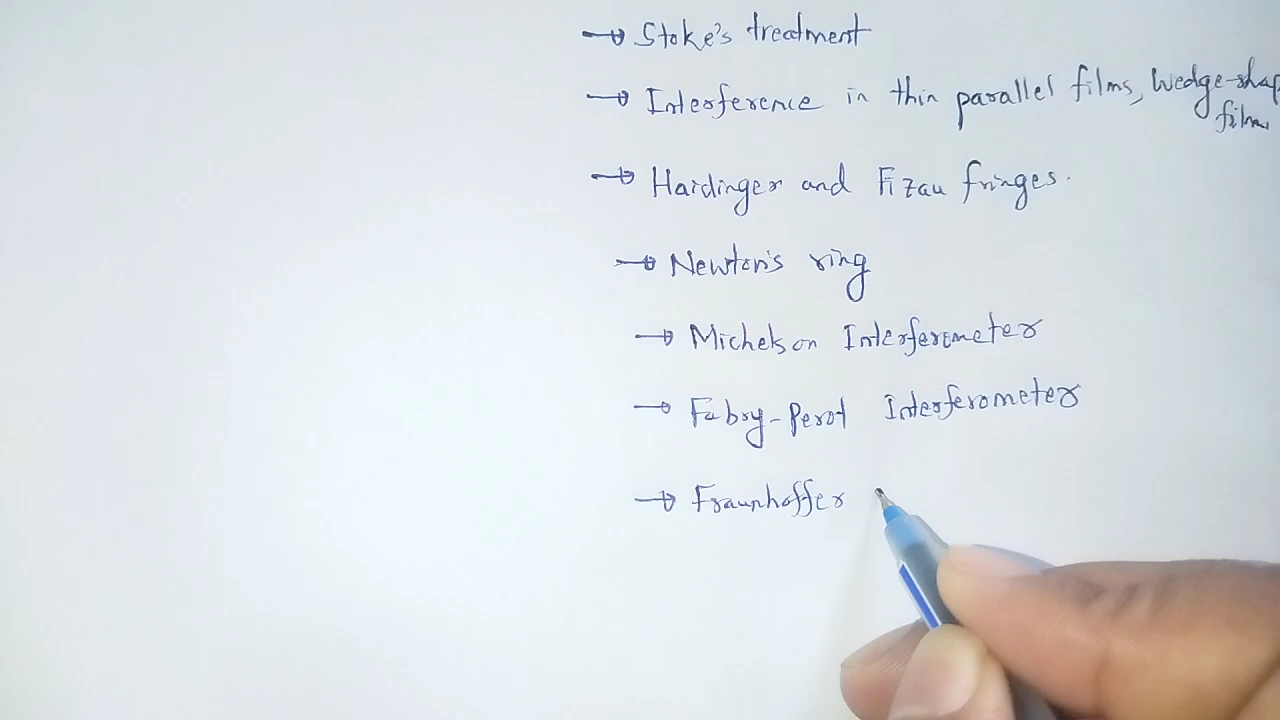 → Stoke's treatment
→ Interference in thin parallel films, Wedge-shap
film
→ Haidinger and Fizau fringes.
→ Newton's ring
→ Michelson Interferometer
→ Fabry-Perot Interferometer
→ Fraunhoffer